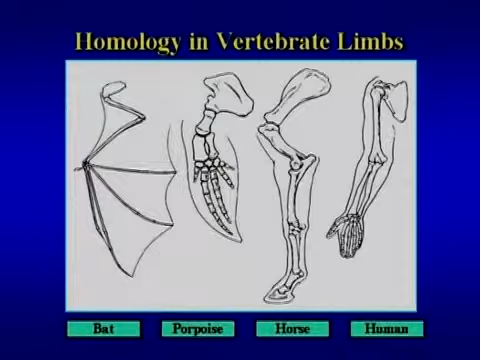 Homology in Vertebrate Limbs
Bat
Porpoise
Horse
Human